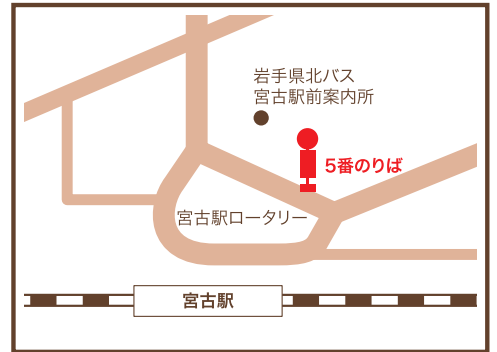 岩手県北バス
宮古駅前案内所
5番のりば
宮古駅ロータリー
宮古駅